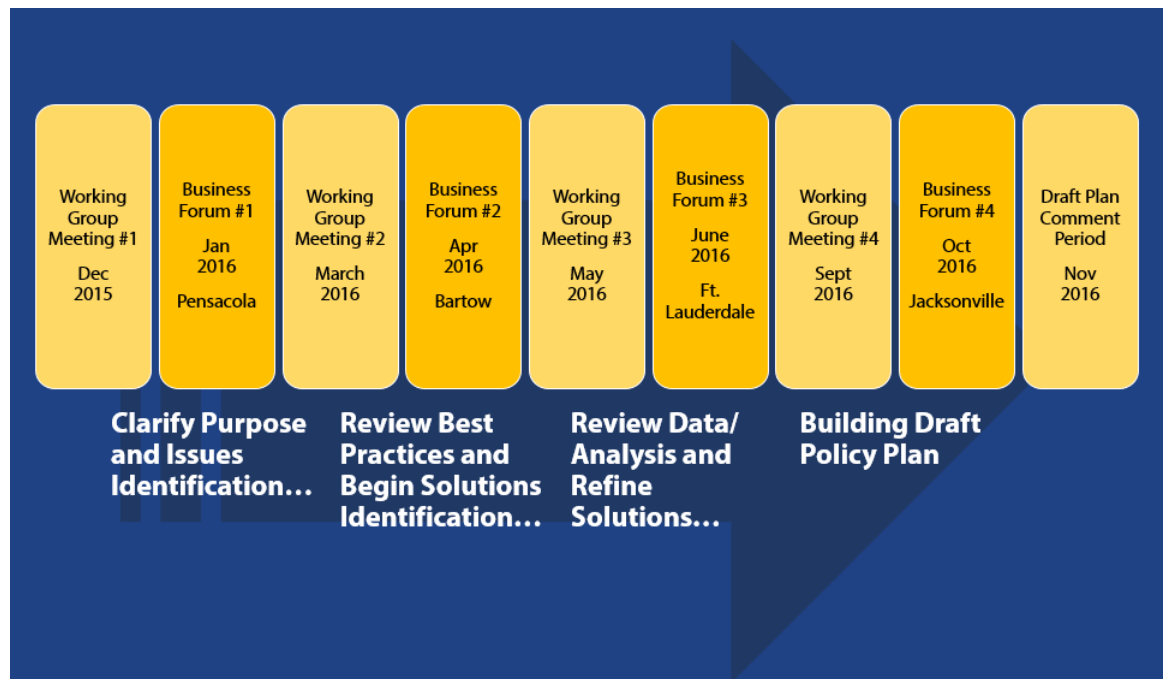 Working
Group
Meeting #1
Dec
2015
Business
Forum #1
Jan
2016
Pensacola
Working
Group
Meeting #2
March
2016
Business
Forum #2
Apr
2016
Bartow
Working
Group
Meeting #3
May
2016
Business
Forum #3
June
2016
Ft.
Lauderdale
Working
Group
Meeting #4
Sept
2016
Business
Forum #4
Oct
2016
Jacksonville
Draft Plan
Comment
Period
Nov
2016
Clarify Purpose
and Issues
Identification…
Review Best
Practices and
Begin Solutions
Identification…
Review Data/
Analysis and
Refine
Solutions…
Building Draft
Policy Plan